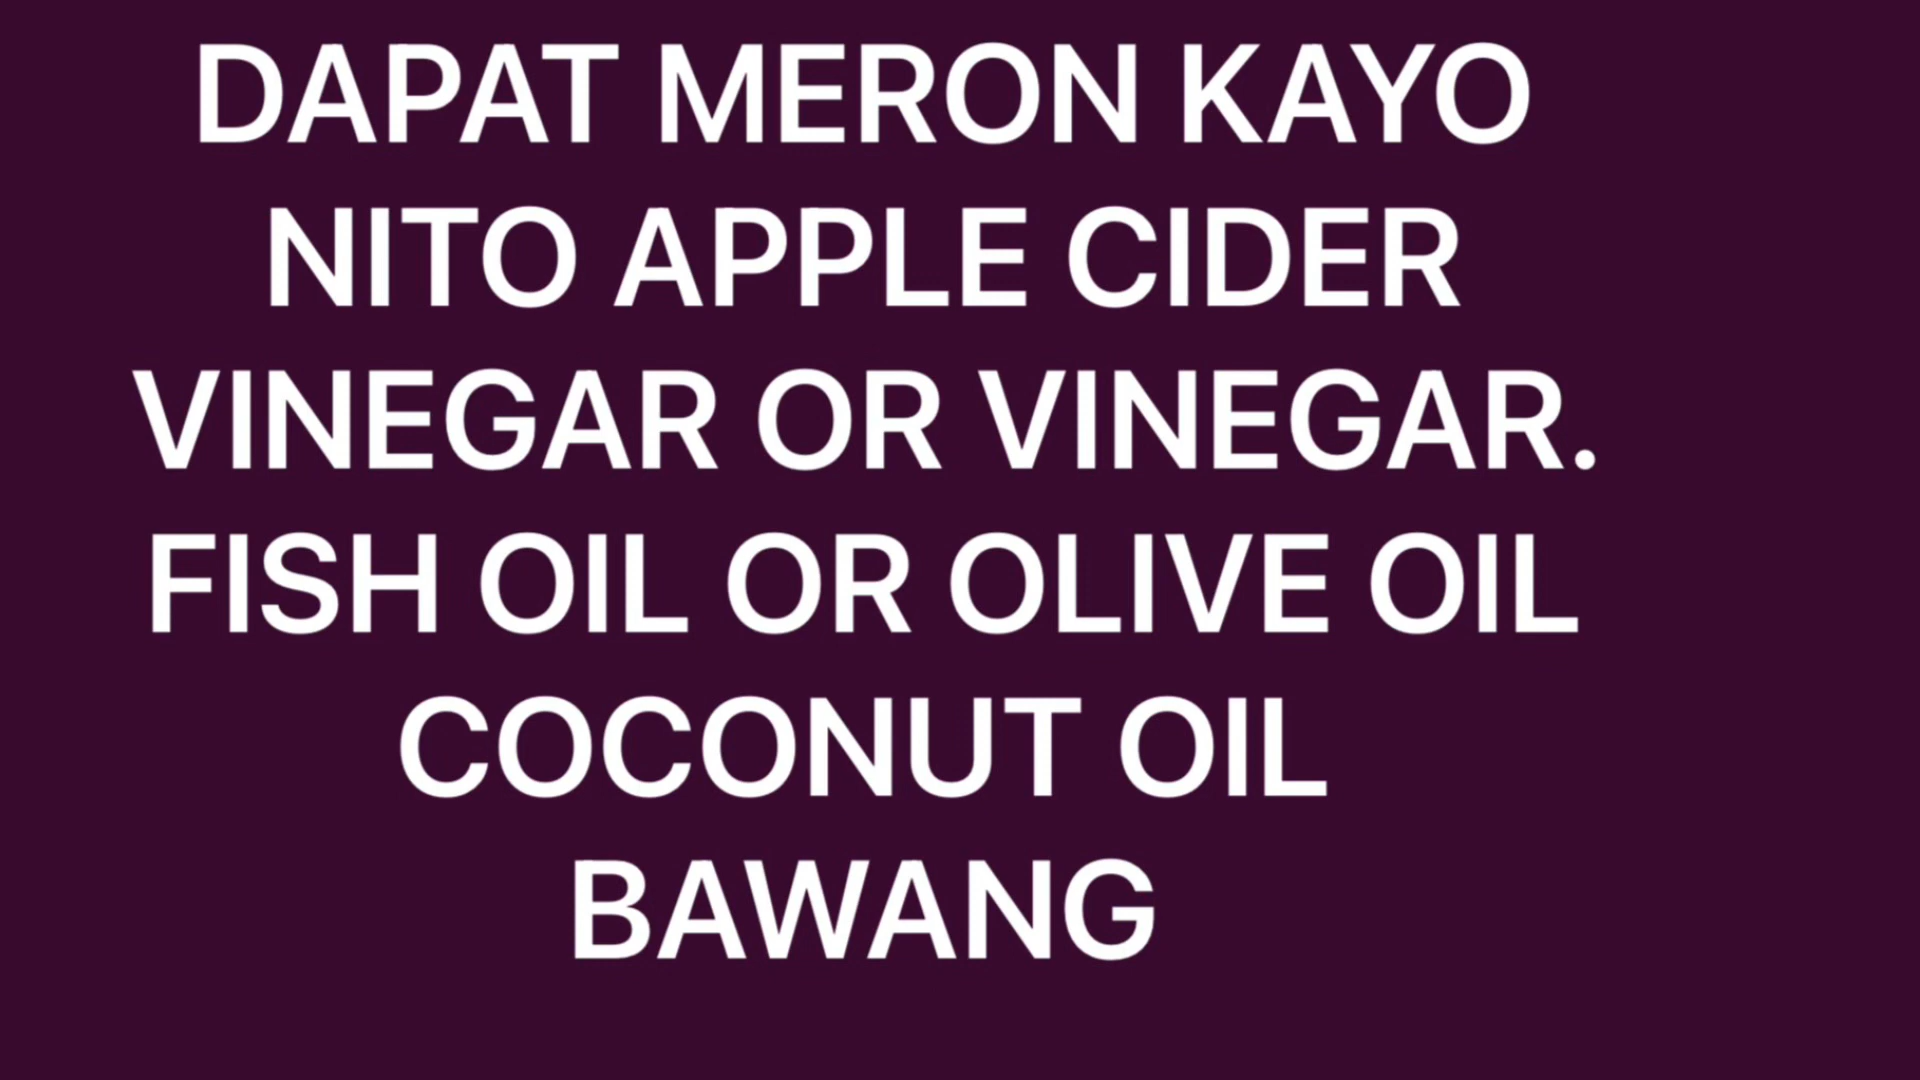 DAPAT MERON KAYO
NITO APPLE CIDER
VINEGAR OR VINEGAR.
FISH OIL OR OLIVE OIL
COCONUT OIL
BAWANG